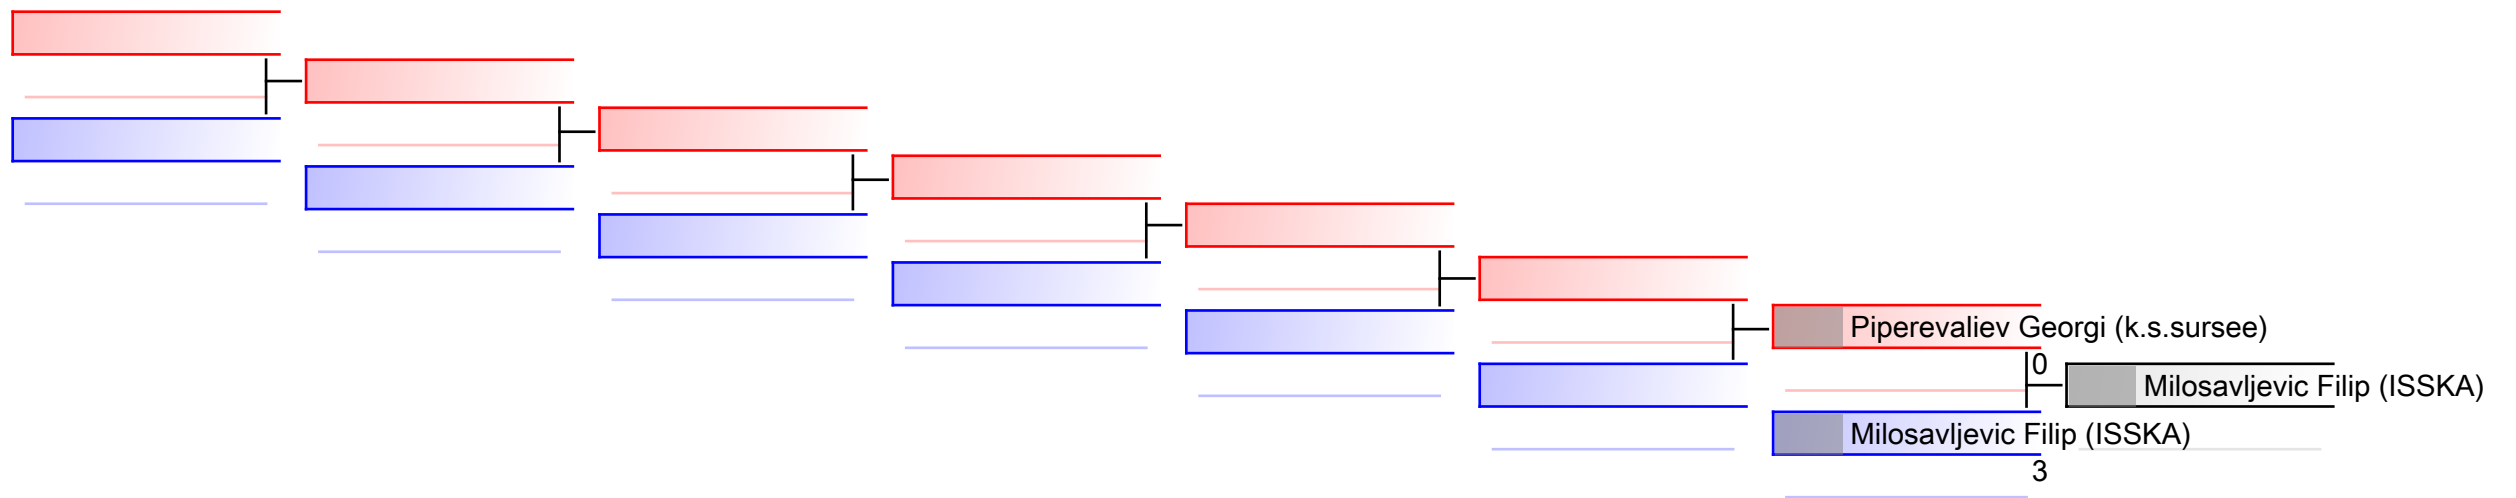 Piperevaliev Georgi (k.s.sursee)
0
Milosavljevic Filip (ISSKA)
Milosavljevic Filip (ISSKA)
3